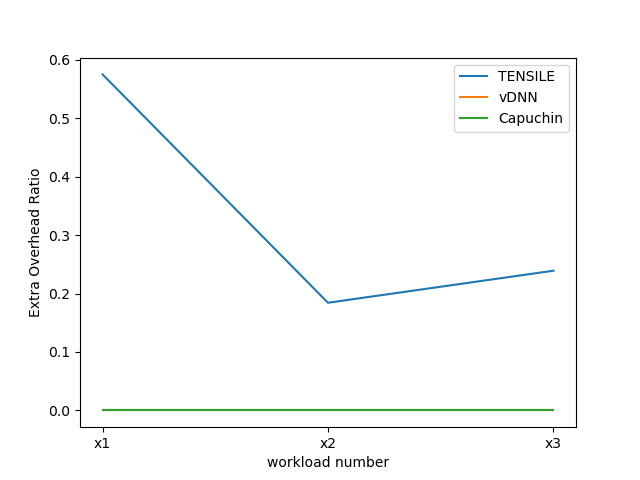 0.6
0.5
0.4
0.3
0.2
0.1
0.0
Extra Overhead Ratio
x1
x2
x3
workload number
TENSILE
vDNN
Capuchin